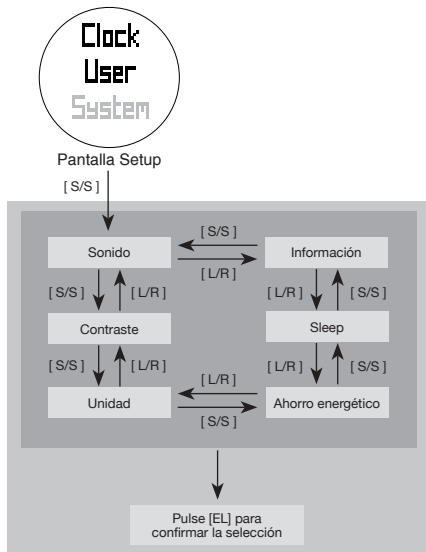 Clock
User
System
Pantalla Setup
[ S/S ]
[ S/S ]
Sonido
Información
[ L/R ]
[ S/S ]
[ L/R ]
[ L/R ]
[ S/S ]
Contraste
Sleep
[ S/S ]
[ L/R ]
[ L/R ]
[ S/S ]
[ L/R ]
Unidad
Ahorro energético
[ S/S ]
Pulse [EL] para
confirmar la selección